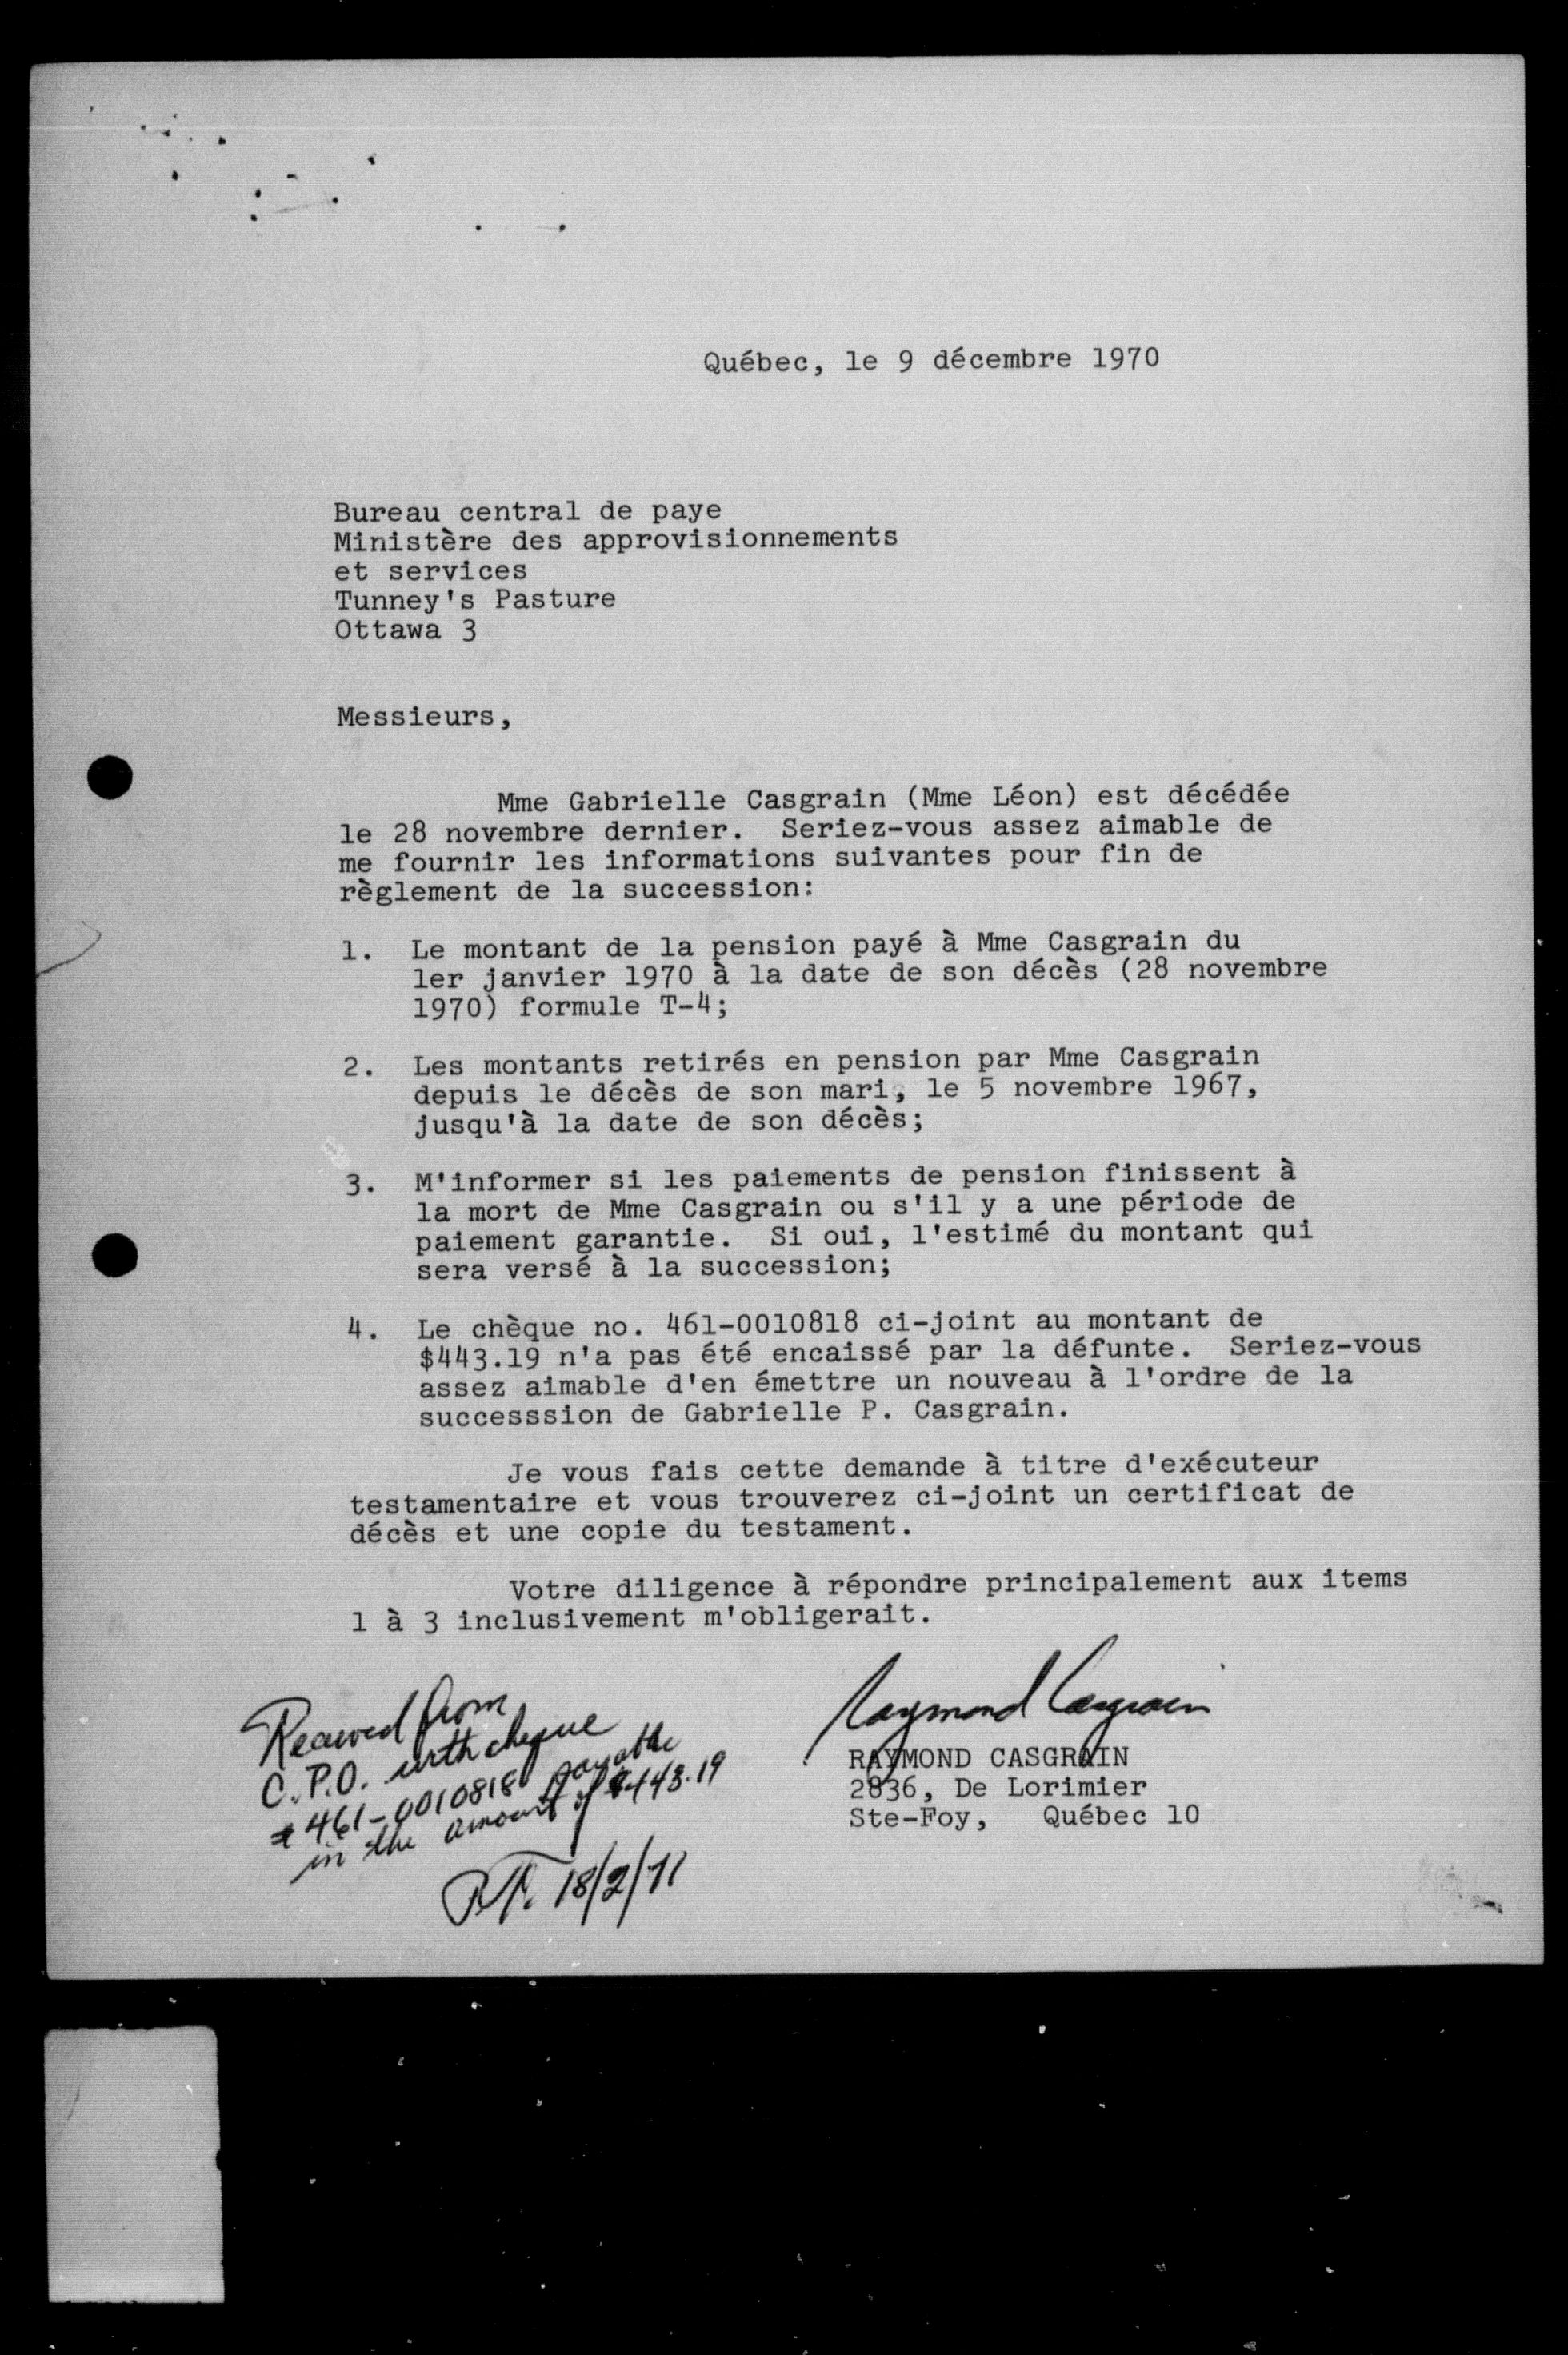 Québec, le 9 décembre 1970
Bureau central de paye
Ministère des approvisionnements
et services
Tunney's Pasture
Ottawa 3
Messieurs,
Mme Gabrielle Casgrain (Mme Léon) est décédée
le 28 novembre dernier. Seriez-vous assez aimable de
me fournir les informations suivantes pour fin de
règlement de la succession:
1. Le montant de la pension payé à Mme Casgrain du
1er janvier 1970 à la date de son décès (28 novembre
1970) formule T-4;
2. Les montants retirés en pension par Mme Casgrain
depuis le décès de son mari, le 5 novembre 1967,
jusqu'à la date de son décès;
3. M'informer si les paiements de pension finissent à
la mort de Mme Casgrain ou s'il y a une période de
paiement garantie. Si oui, l'estimé du montant qui
sera versé à la succession;
4. Le chèque no. 461-0010818 ci-joint au montant de
$443.19 n'a pas été encaissé par la défunte. Seriez-vous
assez aimable d'en émettre un nouveau à l'ordre de la
successsion de Gabrielle P. Casgrain.
Je vous fais cette demande à titre d'exécuteur
testamentaire et vous trouverez ci-joint un certificat de
décès et une copie du testament.
Votre diligence à répondre principalement aux items
1 à 3 inclusivement m'obligerait.
Raymond Casgrain
RAYMOND CASGRAIN
2836, De Lorimier
Ste-Foy, Québec 10
Received from
C.P.O. with cheque
# 461-0010818 payable
in the amount of $443.19
18/2/71